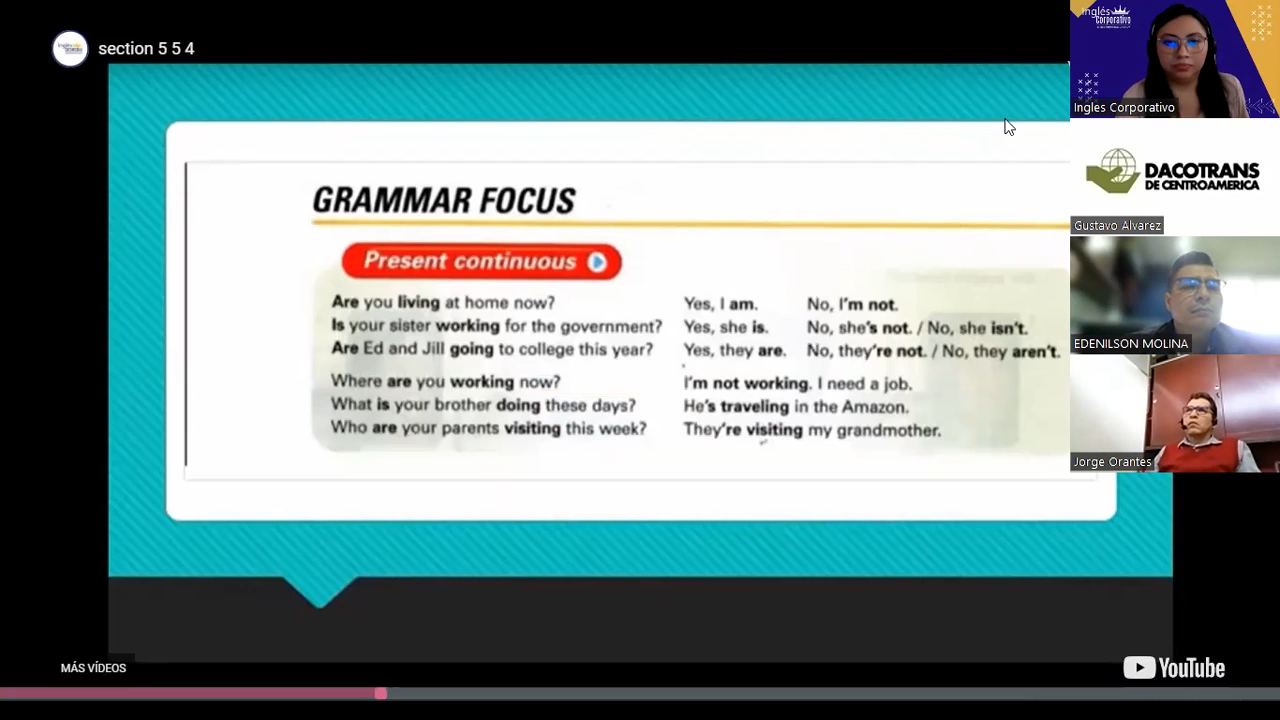 section 5 5 4
GRAMMAR FOCUS
Present continuous
Are you living at home now? Yes, I am. No, I'm not.
Is your sister working for the government? Yes, she is. No, she's not. / No, she isn't.
Are Ed and Jill going to college this year? Yes, they are. No, they're not. / No, they aren't.
Where are you working now? I'm not working. I need a job.
What is your brother doing these days? He's traveling in the Amazon.
Who are your parents visiting this week? They're visiting my grandmother.
MÁS VÍDEOS
YouTube
Inglés
Corporativo
Ingles Corporativo
DACOTRANS
DE CENTROAMERICA
Gustavo Alvarez
EDENILSON MOLINA
Jorge Orantes